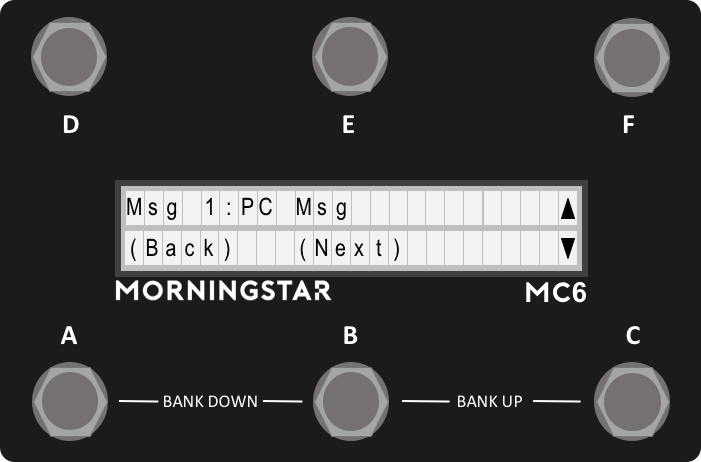 D E F
Msg 1:PC Msg ▲
(Back) (Next) ▼
MORNINGSTAR MC6
A B C
BANK DOWN BANK UP